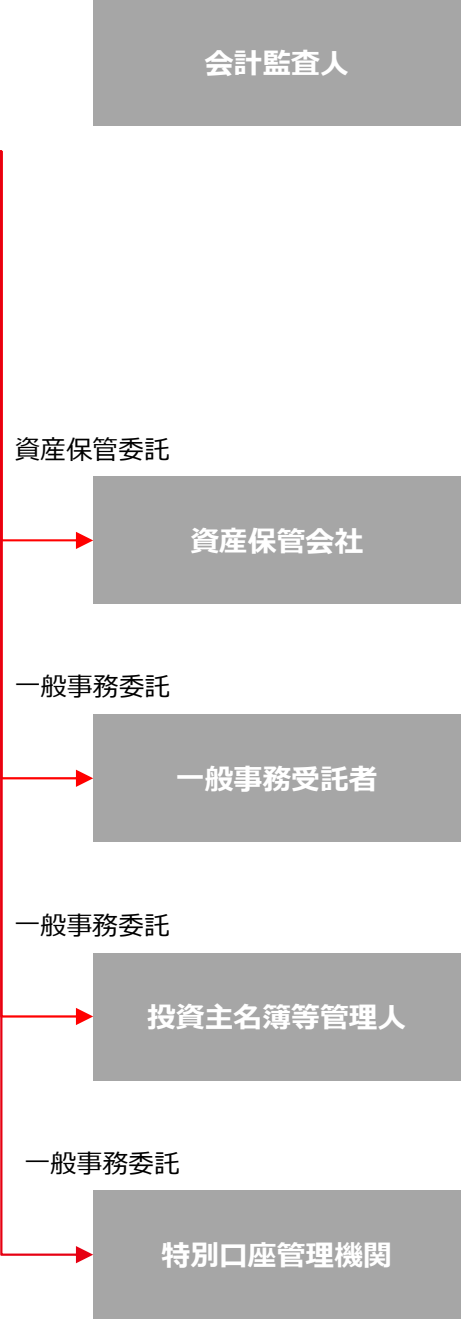 会計監査人
資産保管委託
資産保管会社
一般事務委託
一般事務受託者
一般事務委託
投資主名簿等管理人
一般事務委託
特別口座管理機関